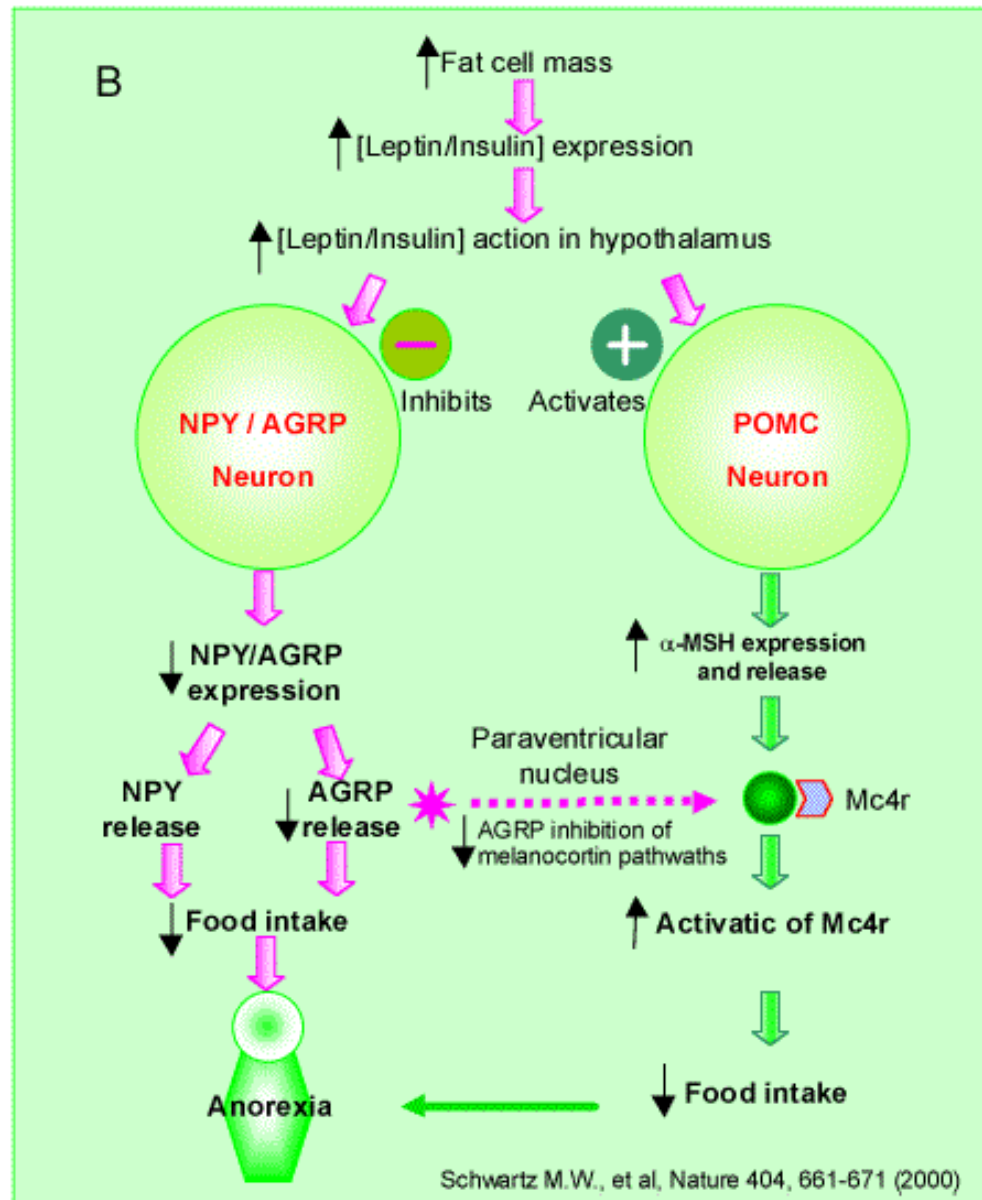 B
Fat cell mass
[Leptin/Insulin] expression
[Leptin/Insulin] action in hypothalamus
Inhibits
Activates
NPY / AGRP
Neuron
POMC
Neuron
NPY/AGRP
expression
α-MSH expression
and release
NPY
release
AGRP
release
Paraventricular
nucleus
AGRP inhibition of
melanocortin pathwaths
Mc4r
Food intake
Activatic of Mc4r
Anorexia
Food intake
Schwartz M.W., et al, Nature 404, 661-671 (2000)